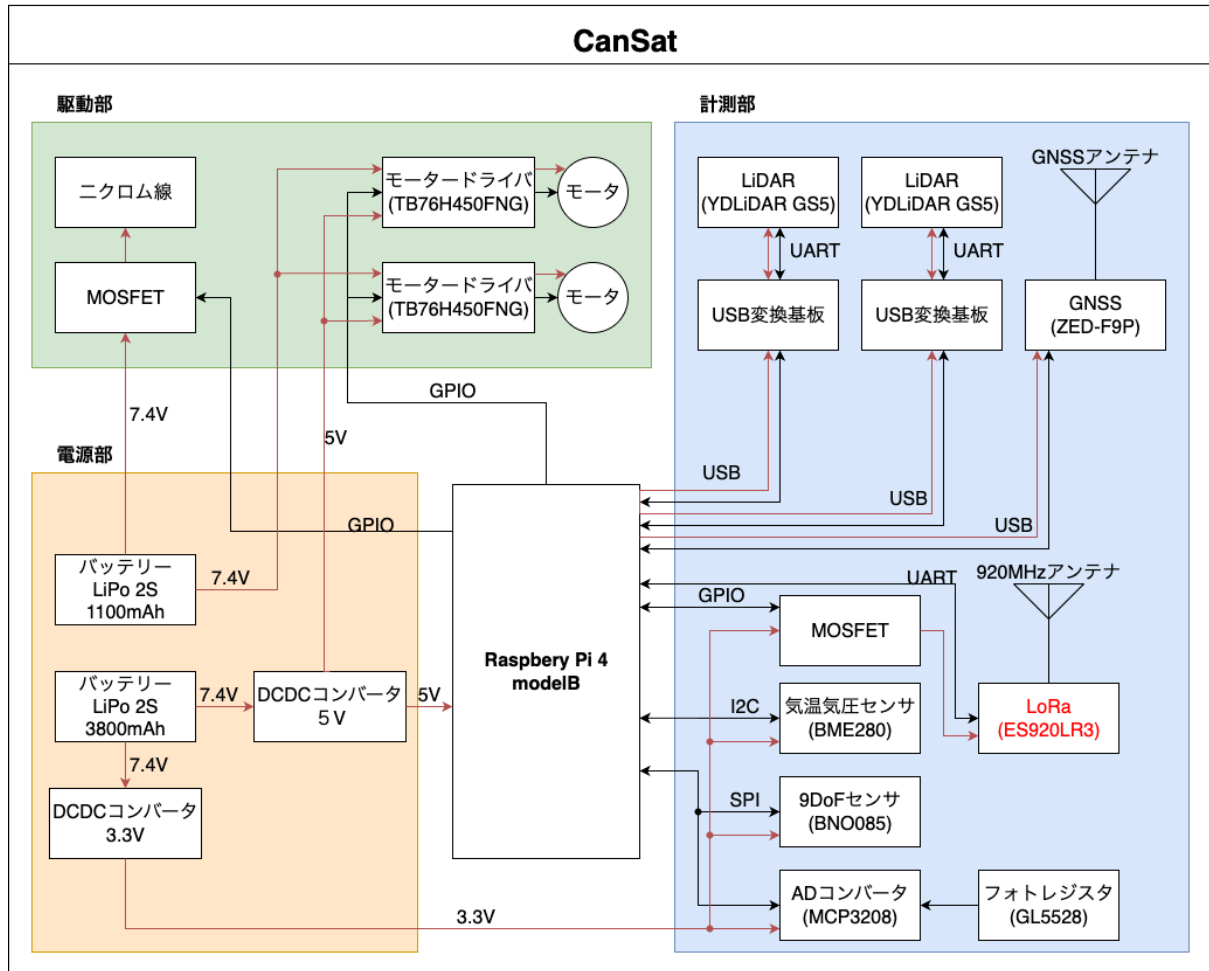 CanSat
駆動部
ニクロム線
MOSFET
モータードライバ
(TB76H450FNG)
モータ
モータードライバ
(TB76H450FNG)
モータ
GPIO
7.4V
5V
電源部
GPIO
バッテリー
LiPo 2S
1100mAh
7.4V
バッテリー
LiPo 2S
3800mAh
7.4V
DCDCコンバータ
５V
5V
7.4V
DCDCコンバータ
3.3V
3.3V
Raspbery Pi 4
modelB
計測部
LiDAR
(YDLiDAR GS5)
UART
USB変換基板
USB
LiDAR
(YDLiDAR GS5)
UART
USB変換基板
USB
GNSSアンテナ
GNSS
(ZED-F9P)
USB
UART
920MHzアンテナ
GPIO
MOSFET
I2C
気温気圧センサ
(BME280)
LoRa
(ES920LR3)
SPI
9DoFセンサ
(BNO085)
ADコンバータ
(MCP3208)
フォトレジスタ
(GL5528)